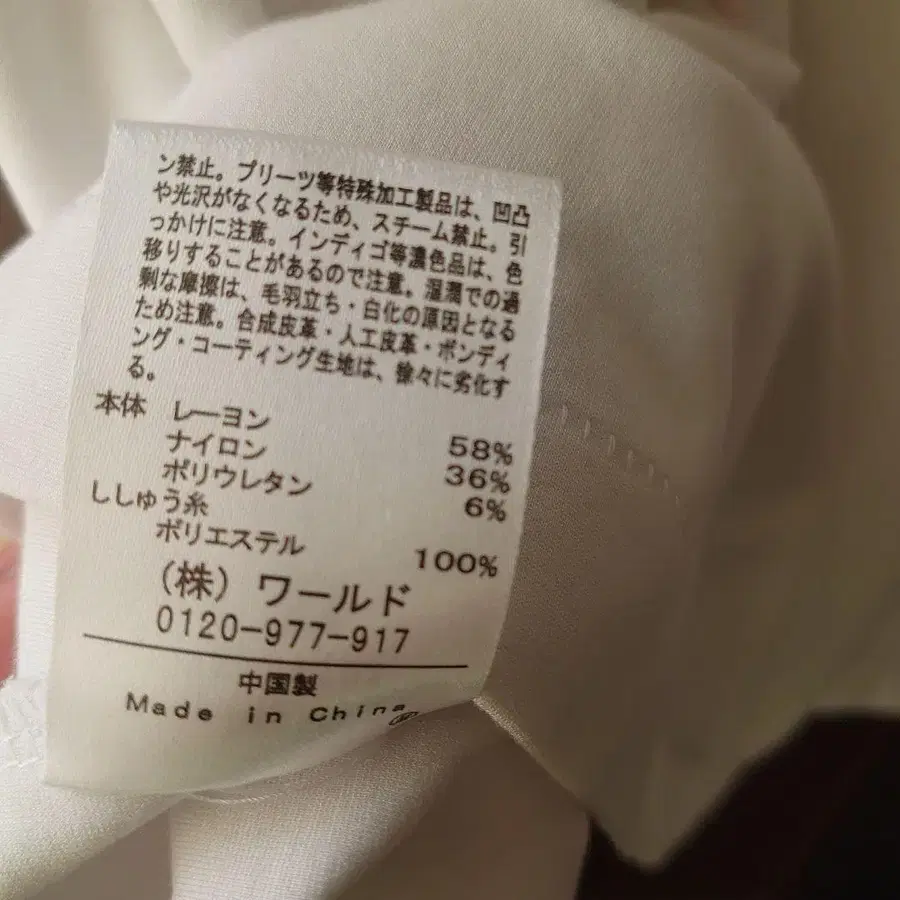 ン禁止。プリーツ等特殊加工製品は、凹凸
や光沢がなくなるため、スチーム禁止。引
っかけに注意。インディゴ等濃色品は、色
移りすることがあるので注意。湿潤での過
剰な摩擦は、毛羽立ち・白化の原因となる
ため注意。合成皮革・人工皮革・ボンディ
ング・コーティング生地は、徐々に劣化す
る。
本体 レーヨン 58%
ナイロン 36%
ポリウレタン 6%
ししゅう糸
ポリエステル 100%
(株) ワールド
0120-977-917
中国製
Made in China